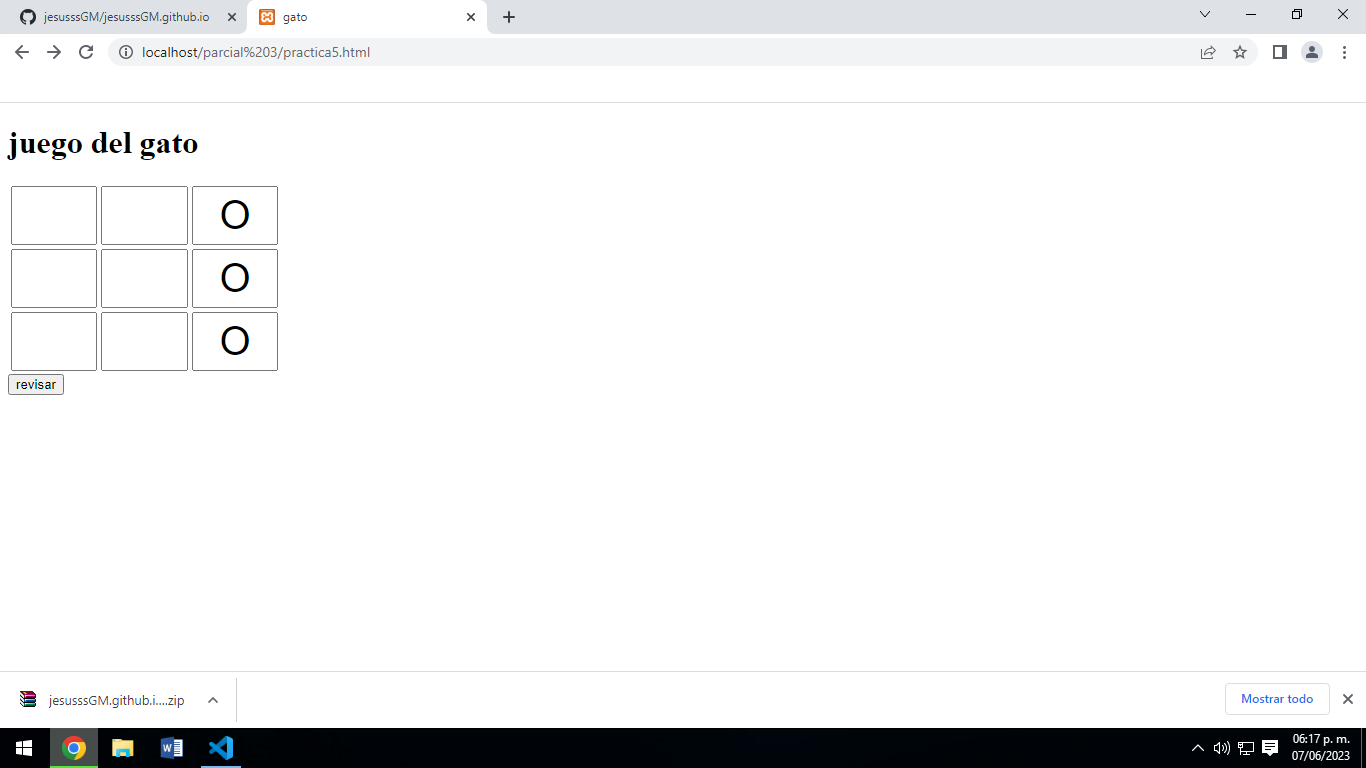 jesusssGM/jesusssGM.github.io
gato
localhost/parcial%203/practica5.html
juego del gato
O
O
O
revisar
jesusssGM.github.i....zip
Mostrar todo
06:17 p. m.
07/06/2023